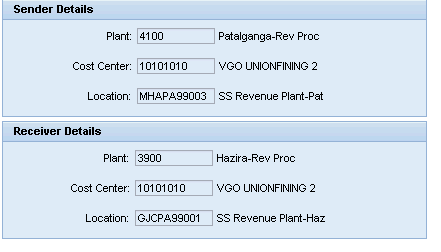 Sender Details
Plant: 4100 Patalganga-Rev Proc
Cost Center: 10101010 VGO UNIONFINING 2
Location: MHAPA99003 SS Revenue Plant-Pat
Receiver Details
Plant: 3900 Hazira-Rev Proc
Cost Center: 10101010 VGO UNIONFINING 2
Location: GJCPA99001 SS Revenue Plant-Haz